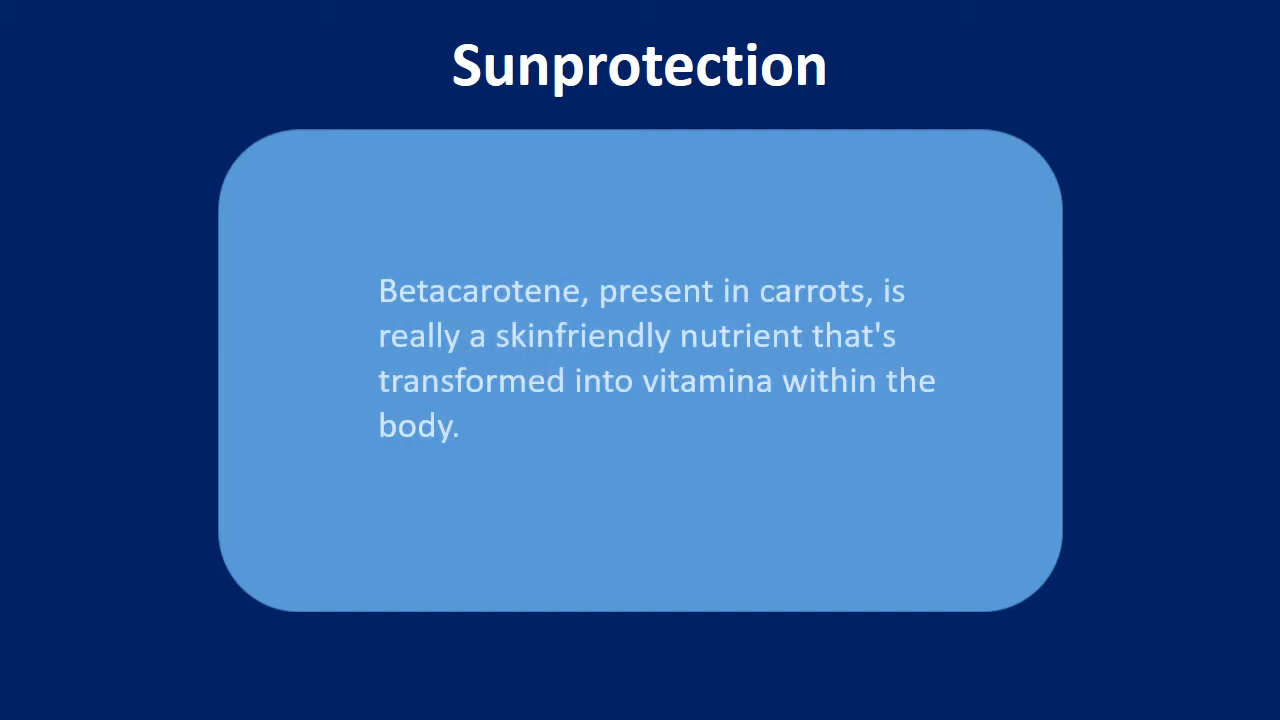 Sunprotection
Betacarotene, present in carrots, is
really a skinfriendly nutrient that's
transformed into vitamina within the
body.